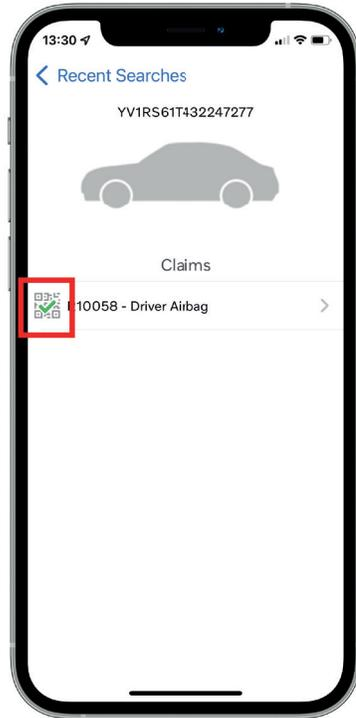 13:30
Recent Searches
YV1RS61T432247277
Claims
10058 - Driver Airbag